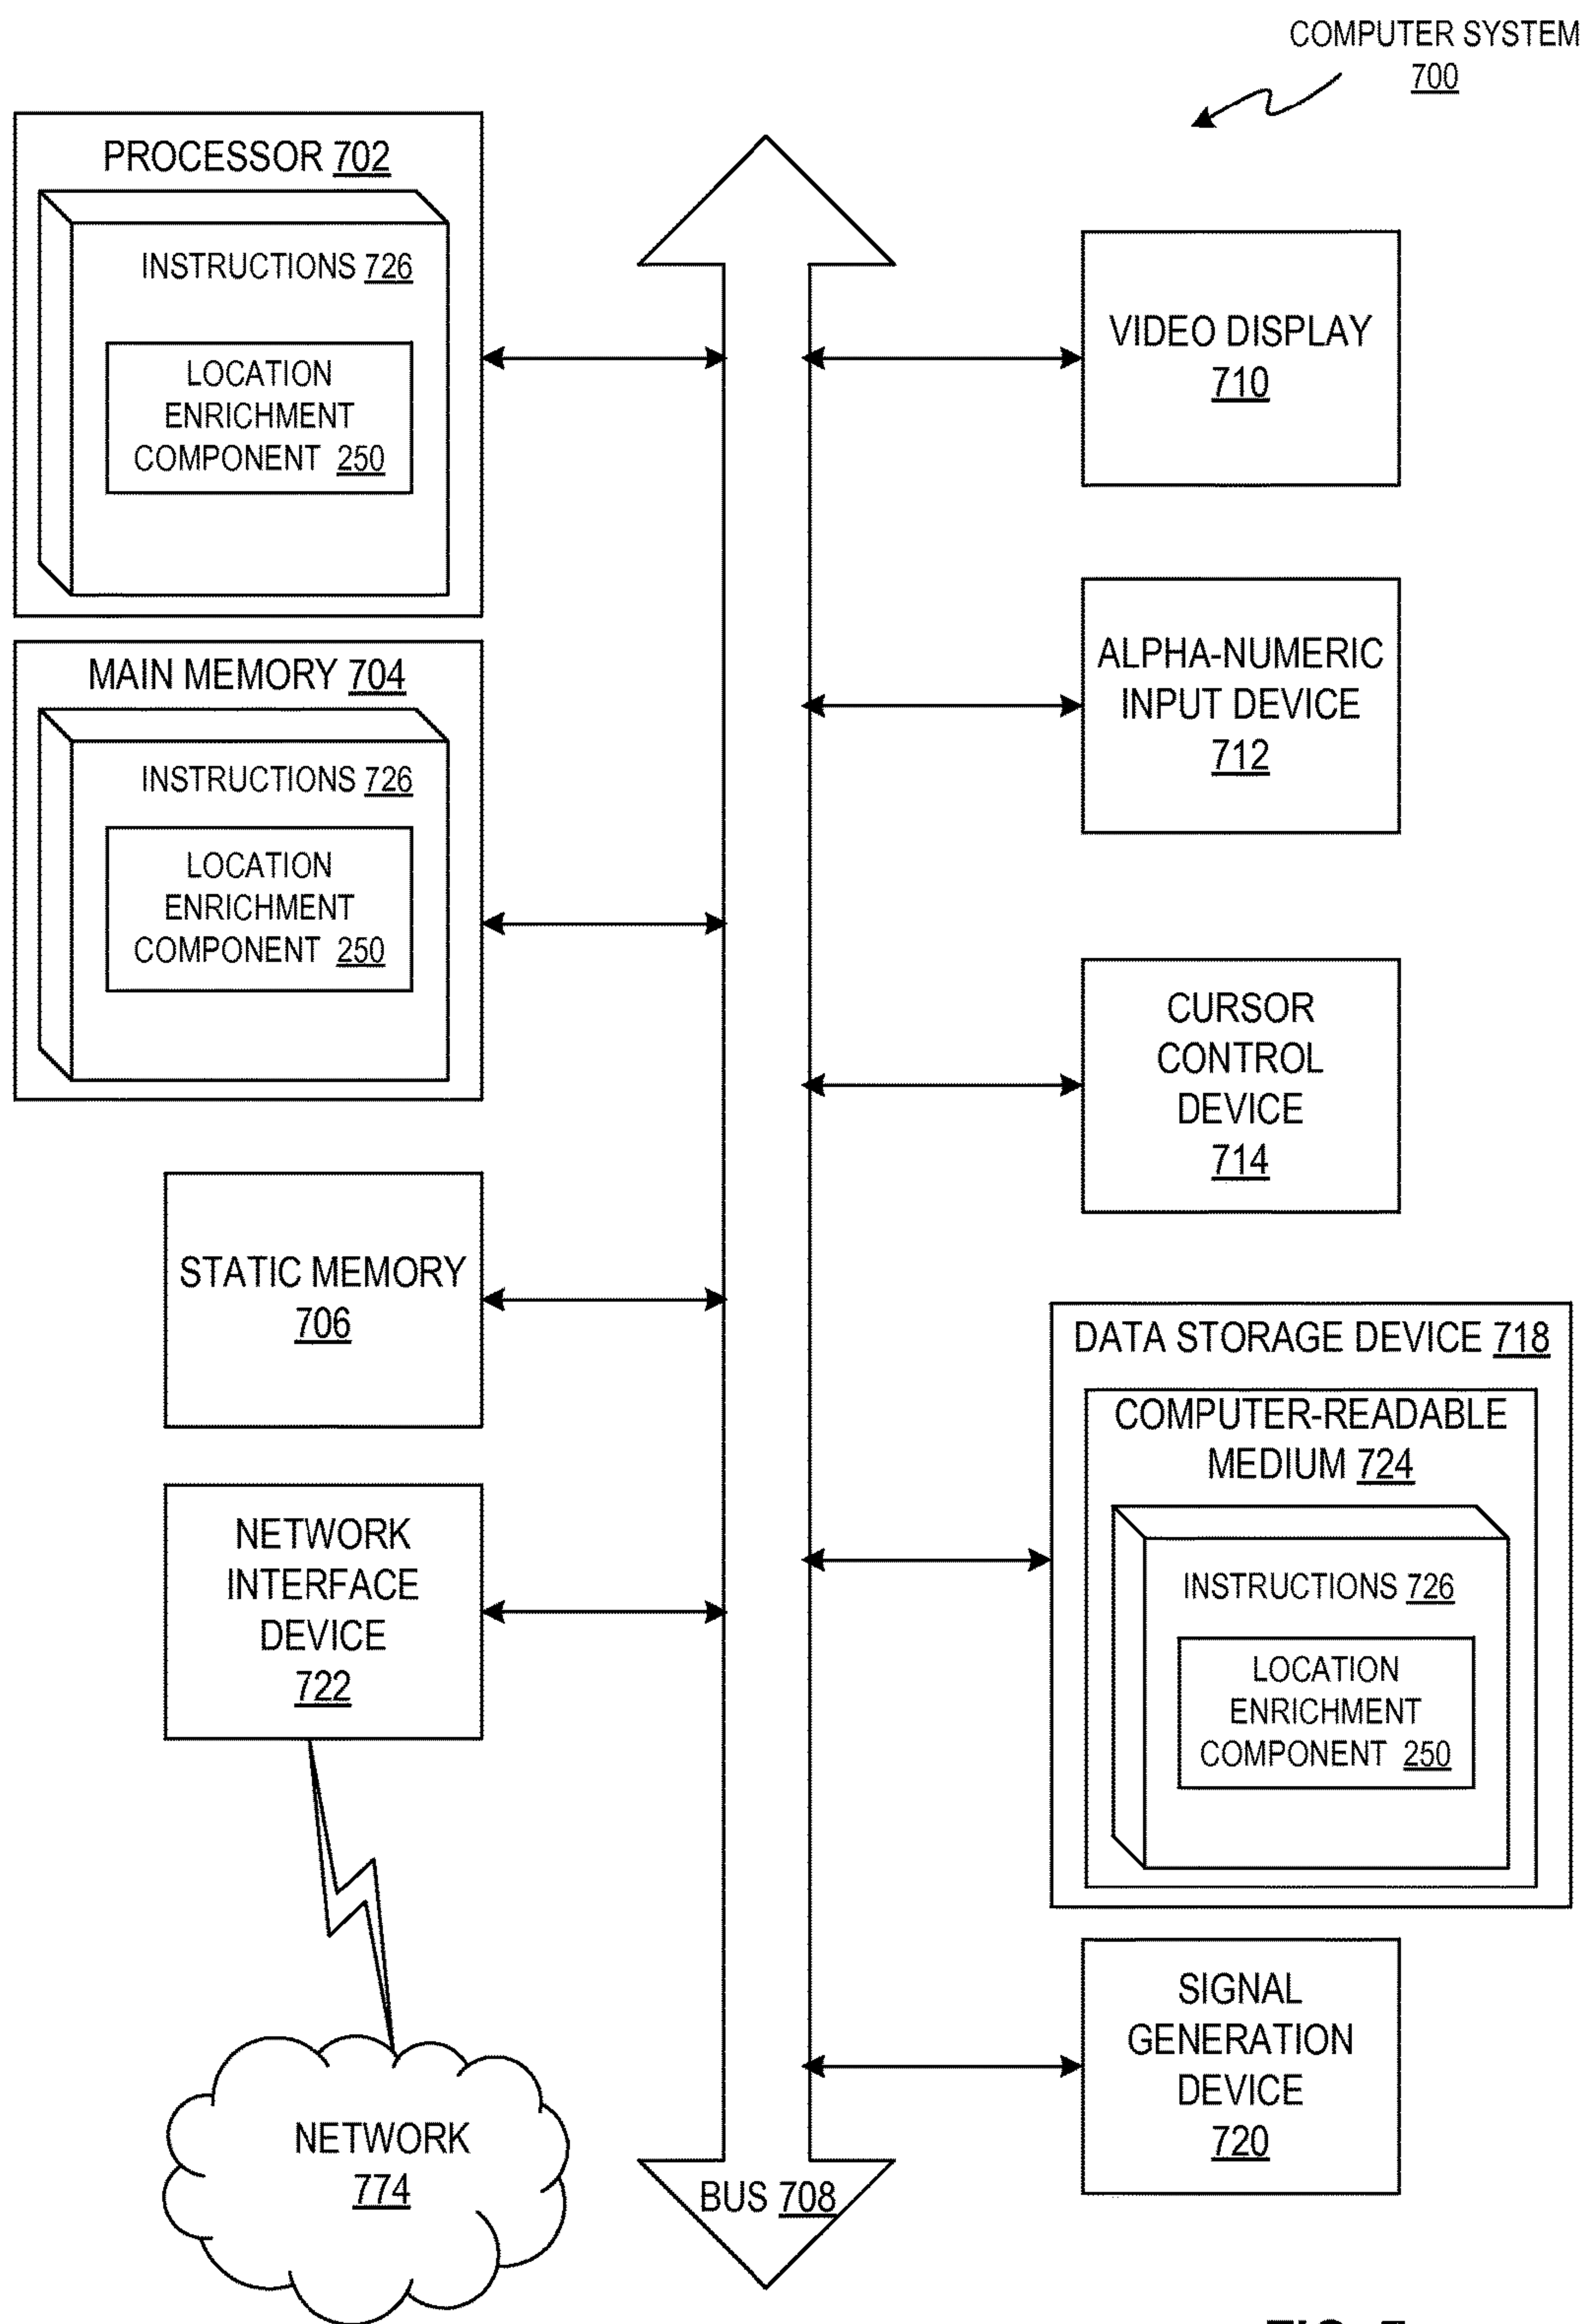 COMPUTER SYSTEM
700
PROCESSOR 702
INSTRUCTIONS 726
LOCATION
ENRICHMENT
COMPONENT 250
MAIN MEMORY 704
INSTRUCTIONS 726
LOCATION
ENRICHMENT
COMPONENT 250
STATIC MEMORY
706
NETWORK
INTERFACE
DEVICE
722
NETWORK
774
BUS 708
VIDEO DISPLAY
710
ALPHA-NUMERIC
INPUT DEVICE
712
CURSOR
CONTROL
DEVICE
714
DATA STORAGE DEVICE 718
COMPUTER-READABLE
MEDIUM 724
INSTRUCTIONS 726
LOCATION
ENRICHMENT
COMPONENT 250
SIGNAL
GENERATION
DEVICE
720